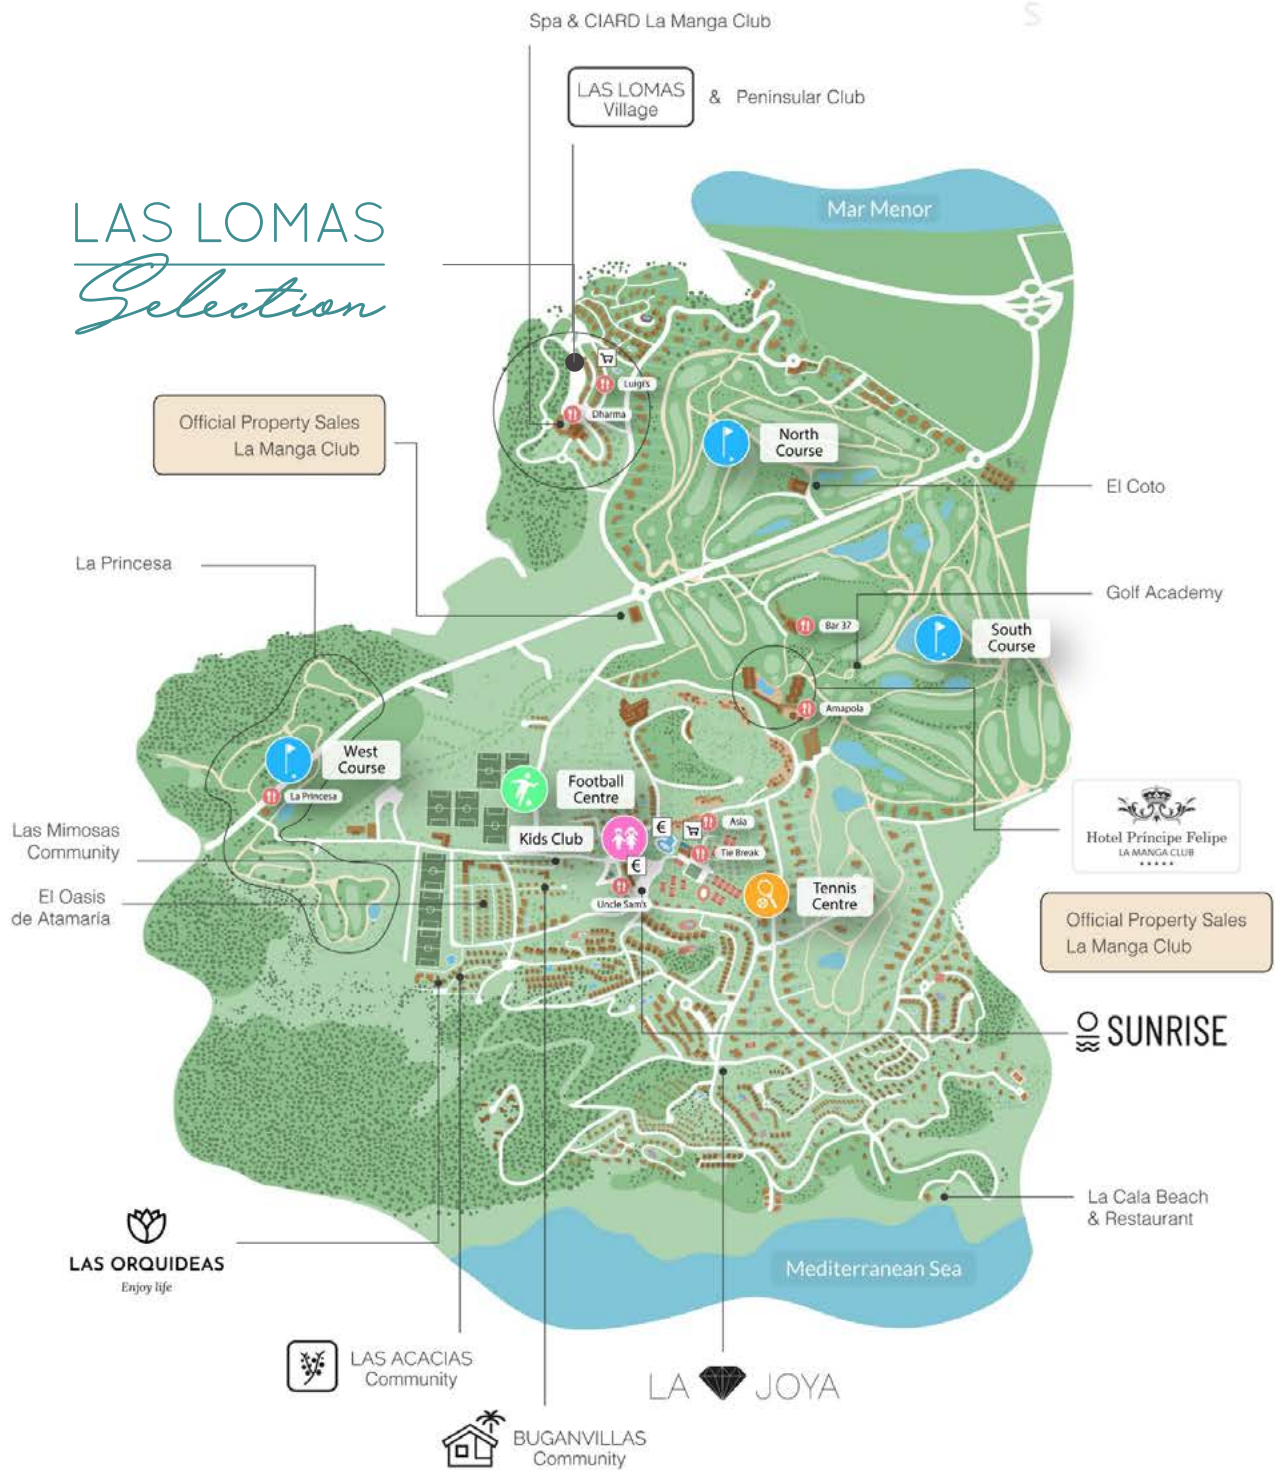 S
Spa & CIARD La Manga Club
LAS LOMAS
Village
& Peninsular Club
Mar Menor
LAS LOMAS
Selection
Luigi's
Dharma
Official Property Sales
La Manga Club
North
Course
El Coto
La Princesa
Golf Academy
Bar 37
South
Course
Amapola
West
Course
La Princesa
Football
Centre
Kids Club
€
Asia
Tie Break
€
Uncle Sam's
Tennis
Centre
Hotel Príncipe Felipe
LA MANGA CLUB
★★★★★
Las Mimosas
Community
El Oasis
de Atamaria
Official Property Sales
La Manga Club
SUNRISE
La Cala Beach
& Restaurant
LAS ORQUIDEAS
Enjoy life
Mediterranean Sea
LAS ACACIAS
Community
LA JOYA
BUGANVILLAS
Community